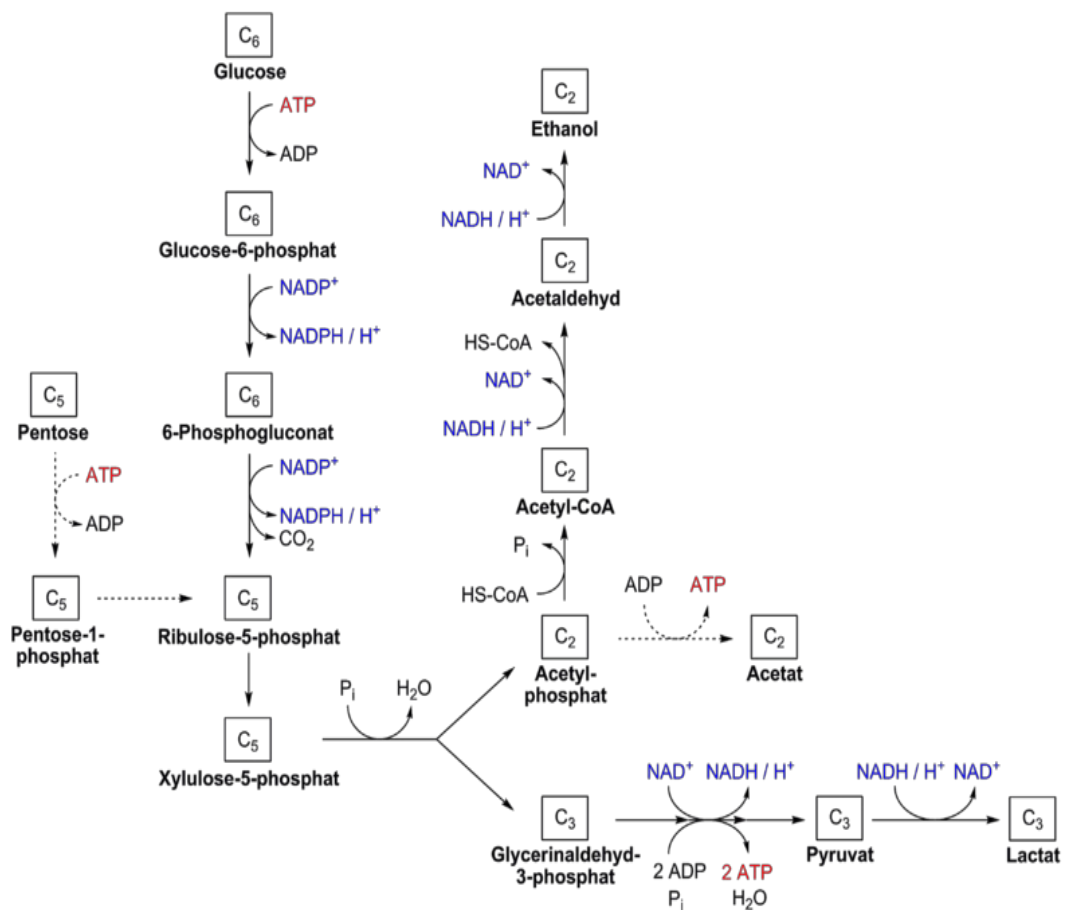 C6
Glucose
ATP
ADP
C6
Glucose-6-phosphat
NADP+
NADPH / H+
C6
6-Phosphogluconat
NADP+
NADPH / H+
CO2
C5
Pentose
ATP
ADP
C5
Pentose-1-
phosphat
C5
Ribulose-5-phosphat
C5
Xylulose-5-phosphat
Pi
H2O
C2
Ethanol
NAD+
NADH / H+
C2
Acetaldehyd
HS-CoA
NAD+
NADH / H+
C2
Acetyl-CoA
Pi
HS-CoA
C2
Acetyl-
phosphat
ADP
ATP
C2
Acetat
C3
Glycerinaldehyd-
3-phosphat
NAD+
NADH / H+
2 ADP
Pi
2 ATP
H2O
C3
Pyruvat
NADH / H+
NAD+
C3
Lactat